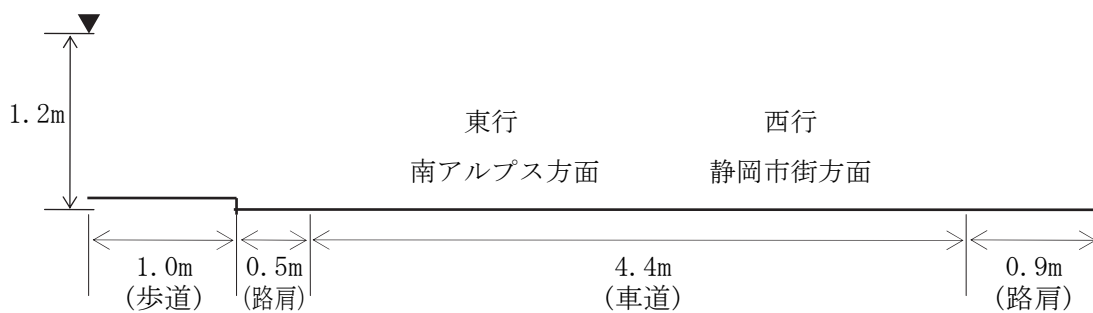 1.2m
東行
西行
南アルプス方面
静岡市街方面
1.0m
0.5m
4.4m
0.9m
(歩道)
(路肩)
(車道)
(路肩)